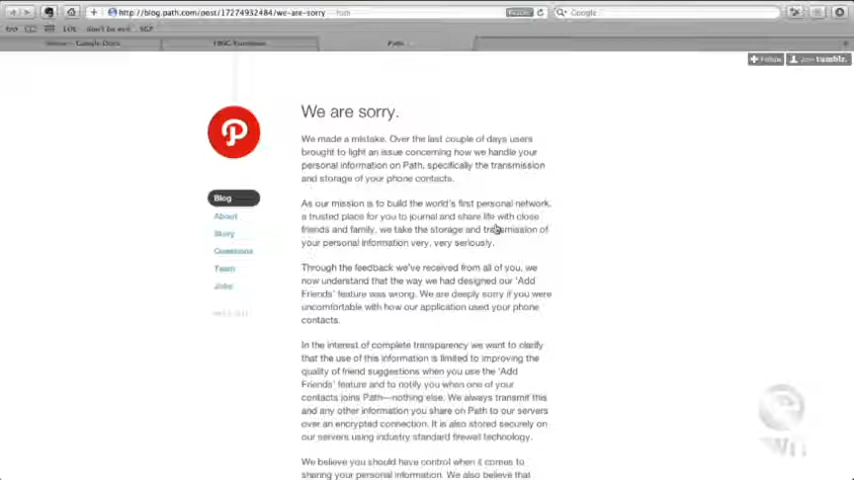 http://blog.path.com/post/17274932484/we-are-sorry
Reader
Google
LOL don't be evil
Google Docs
Path
Follow
Join tumblr.
We are sorry.
We made a mistake. Over the last couple of days users
brought to light an issue concerning how we handle your
personal information on Path, specifically the transmission
and storage of your phone contacts.
Blog
About
Story
Questions
Team
Jobs
As our mission is to build the world's first personal network,
a trusted place for you to journal and share life with close
friends and family, we take the storage and transmission of
your personal information very, very seriously.
Through the feedback we've received from all of you, we
now understand that the way we had designed our 'Add
Friends' feature was wrong. We are deeply sorry if you were
uncomfortable with how our application used your phone
contacts.
In the interest of complete transparency we want to clarify
that the use of this information is limited to improving the
quality of friend suggestions when you use the 'Add
Friends' feature and to notify you when one of your
contacts joins Path—nothing else. We always transmit this
and any other information you share on Path to our servers
over an encrypted connection. It is also stored securely on
our servers using industry standard firewall technology.
We believe you should have control when it comes to
sharing your personal information. We also believe that